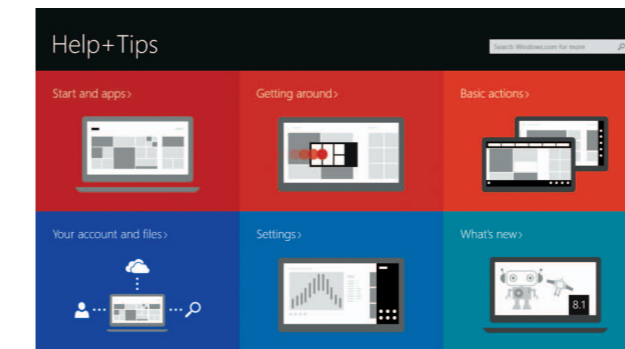 Help+Tips
Search Windows.com for more
Start and apps›
Getting around›
Basic actions›
Your account and files›
Settings›
What's new›
8.1